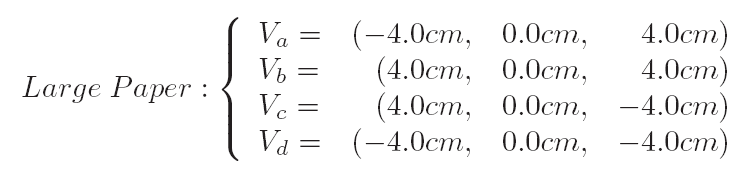 V_a = (−4.0cm, 0.0cm, 4.0cm)
V_b = (4.0cm, 0.0cm, 4.0cm)
Large Paper : { V_c = (4.0cm, 0.0cm, −4.0cm)
V_d = (−4.0cm, 0.0cm, −4.0cm)